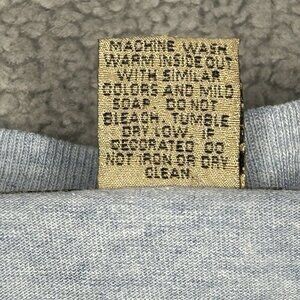 MACHINE WASH
WARM INSIDE OUT
WITH SIMILAR
COLORS AND MILD
SOAP. DO NOT
BLEACH. TUMBLE
DRY LOW. IF
DECORATED DO
NOT IRON OR DRY
CLEAN.